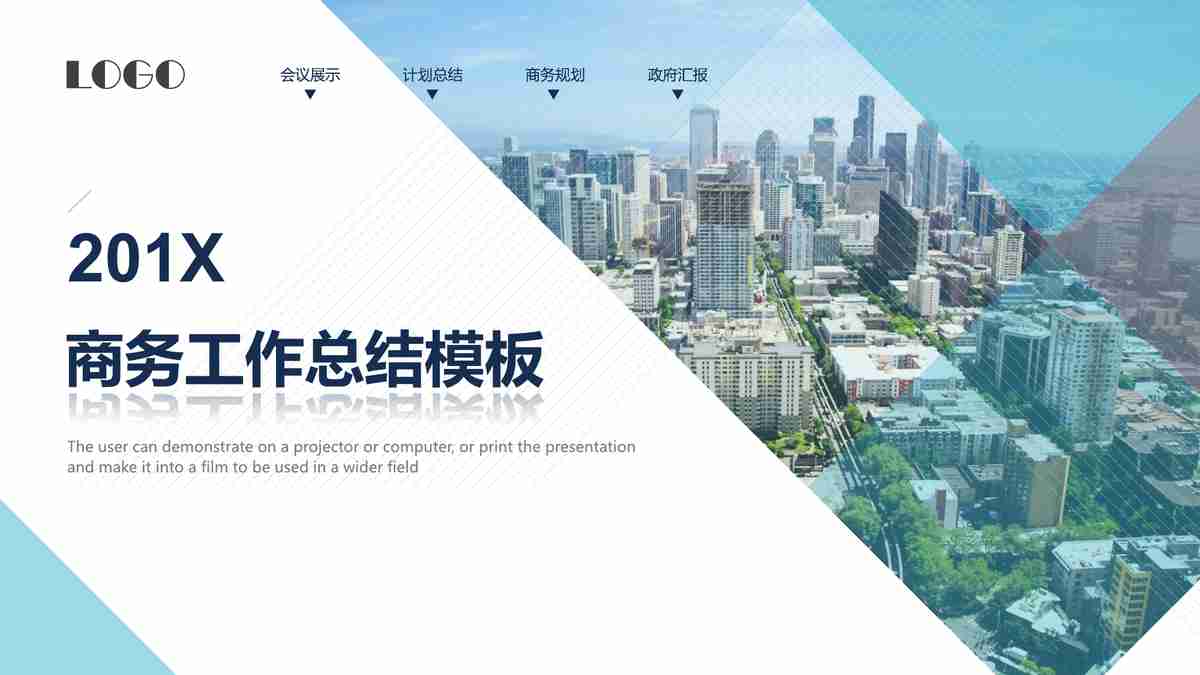 LOGO
会议展示
计划总结
商务规划
政府汇报
201X
商务工作总结模板
The user can demonstrate on a projector or computer, or print the presentation
and make it into a film to be used in a wider field